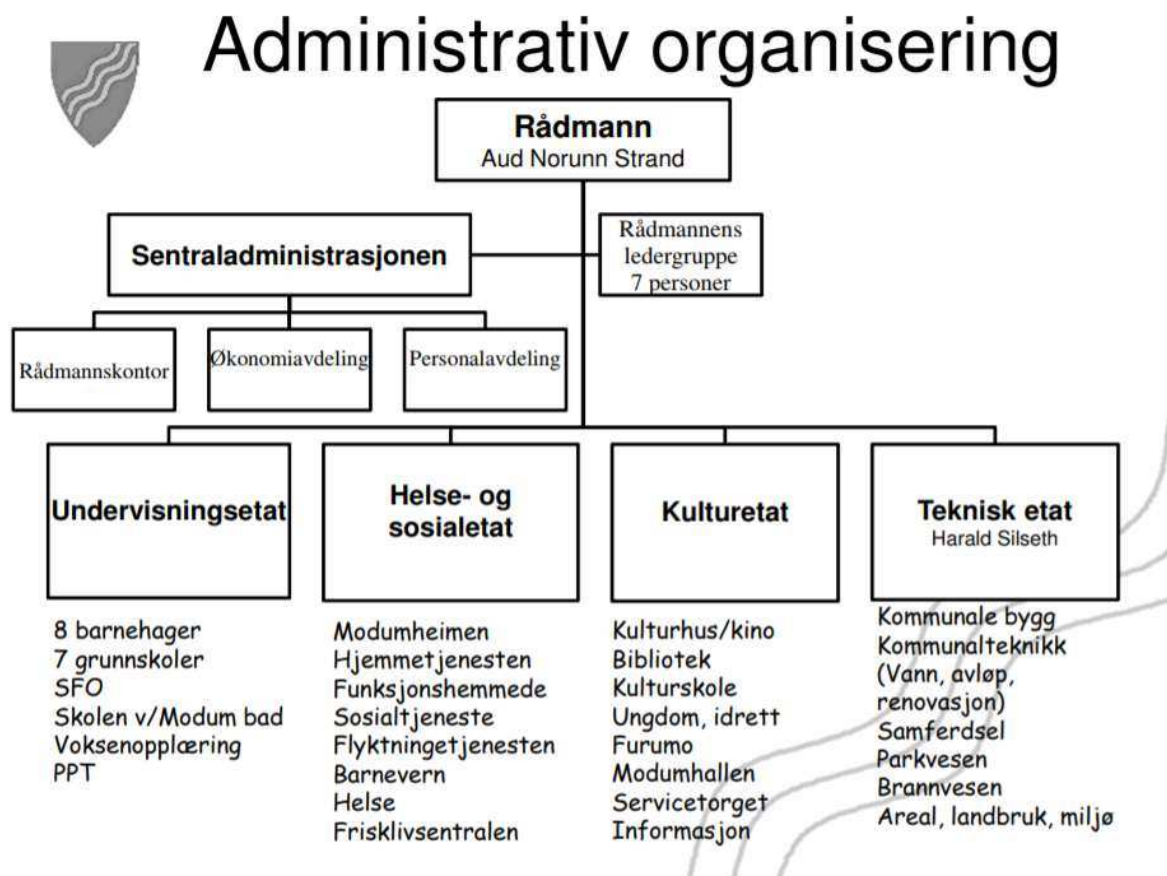 Administrativ organisering
Rådmann
Aud Norunn Strand
Sentraladministrasjonen
Rådmannens
ledergruppe
7 personer
Rådmannskontor
Økonomiavdeling
Personalavdeling
Undervisningsetat
8 barnehager
7 grunnskoler
SFO
Skolen v/Modum bad
Voksenopplæring
PPT
Helse- og
sosialetat
Modumheimen
Hjemmetjenesten
Funksjonshemmede
Sosialtjeneste
Flyktningetjenesten
Barnevern
Helse
Frisklivsentralen
Kulturetat
Kulturhus/kino
Bibliotek
Kulturskole
Ungdom, idrett
Furumo
Modumhallen
Servicetorget
Informasjon
Teknisk etat
Harald Silseth
Kommunale bygg
Kommunalteknikk
(Vann, avløp,
renovasjon)
Samferdsel
Parkvesen
Brannvesen
Areal, landbruk, miljø